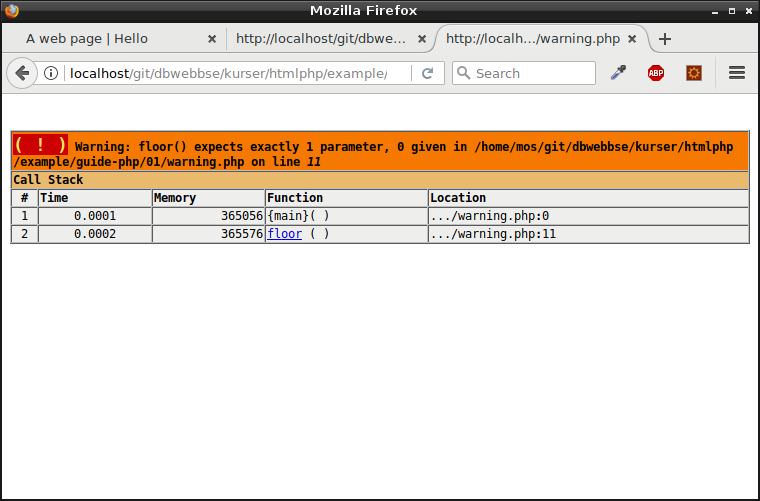 Mozilla Firefox
A web page | Hello
http://localhost/git/dbwe...
http://localh.../warning.php
localhost/git/dbwebbse/kurser/htmlphp/example/
Search
ABP
( ! ) Warning: floor() expects exactly 1 parameter, 0 given in /home/mos/git/dbwebbse/kurser/htmlphp
/example/guide-php/01/warning.php on line 11
Call Stack
# Time Memory Function Location
1 0.0001 365056 {main}( ) .../warning.php:0
2 0.0002 365576 floor ( ) .../warning.php:11